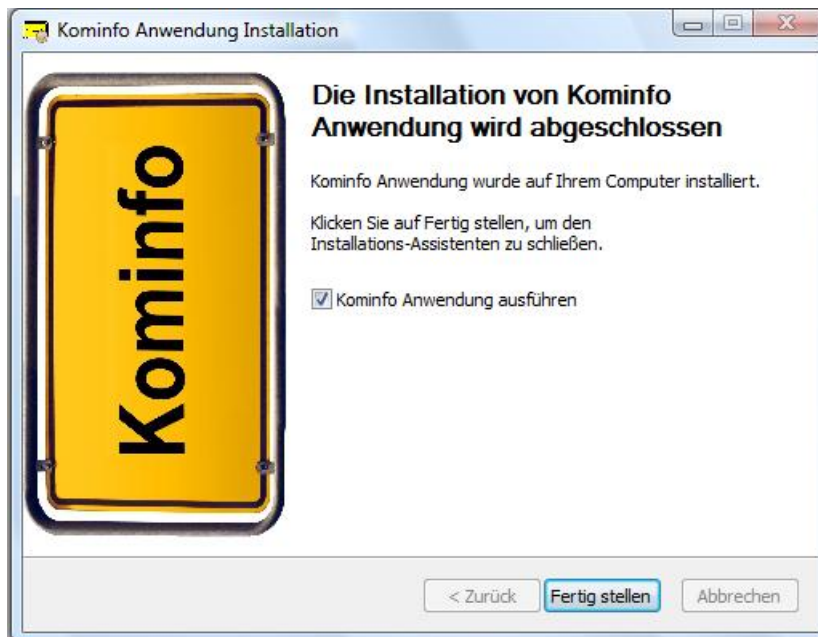 Kominfo Anwendung Installation
Kominfo
Die Installation von Kominfo
Anwendung wird abgeschlossen
Kominfo Anwendung wurde auf Ihrem Computer installiert.
Klicken Sie auf Fertig stellen, um den
Installations-Assistenten zu schließen.
Kominfo Anwendung ausführen
< Zurück Fertig stellen Abbrechen